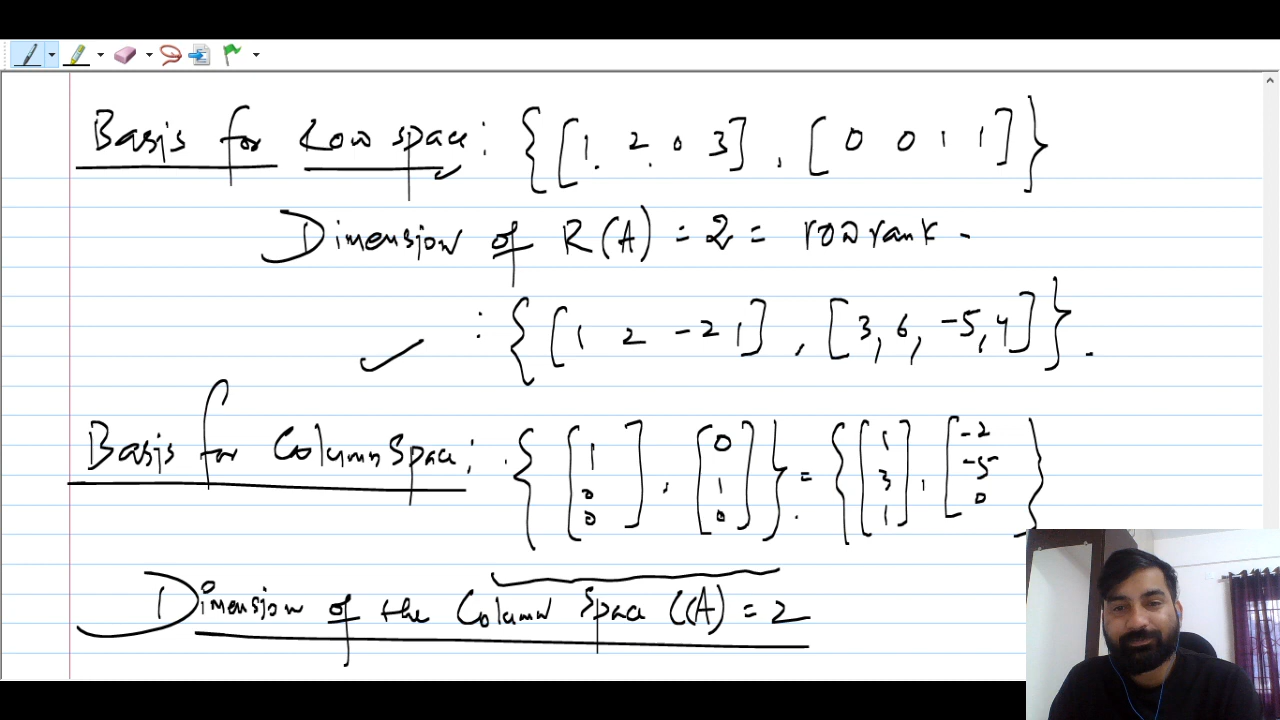 Basis for Row space : { [1 2 0 3] , [0 0 1 1] }
Dimension of R(A) = 2 = row rank .
: { [1 2 -2 1] , [3, 6, -5, 4] } .
Basis for Column Space : { [1 0 0] , [0 1 0] } . = { [1 3 1] , [-2 -5 0] }
Dimension of the Column Space C(A) = 2